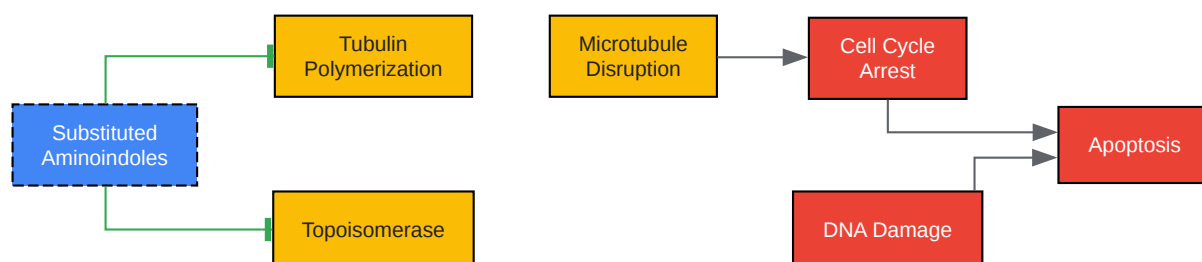 Tubulin
Polymerization
Microtubule
Disruption
Cell Cycle
Arrest
Substituted
Aminoindoles
Apoptosis
Topoisomerase
DNA Damage